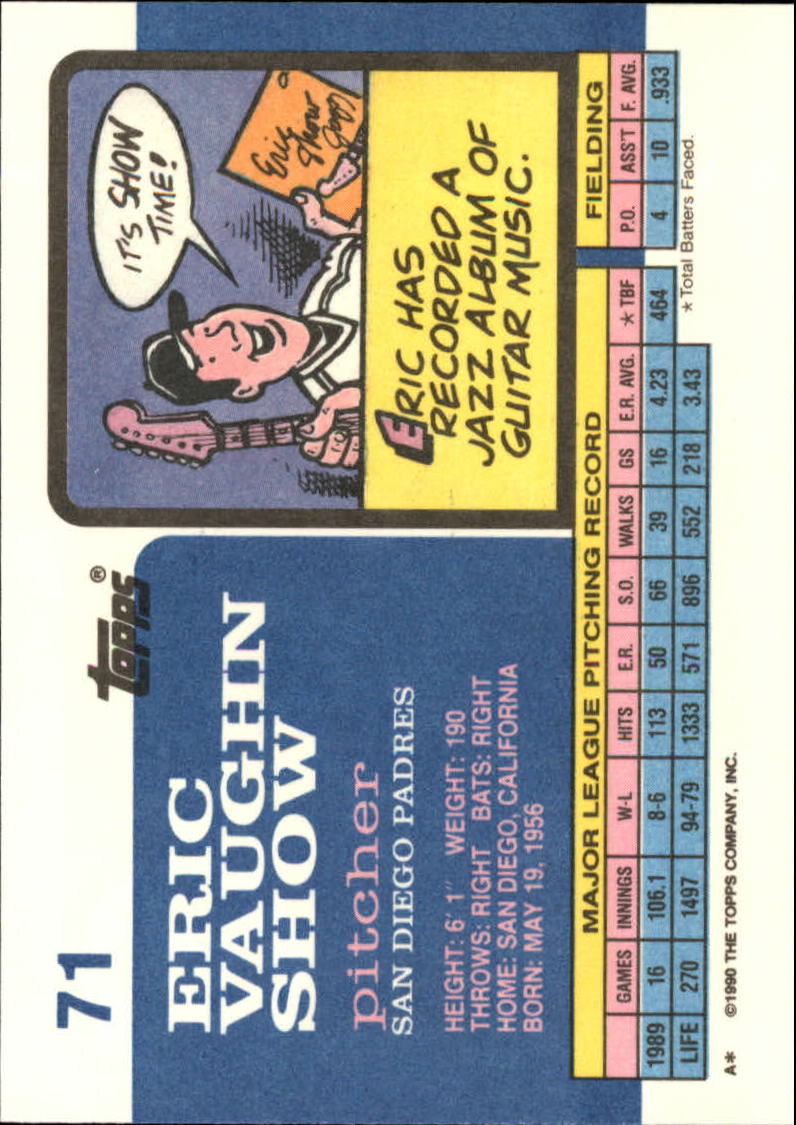 71
Topps®
ERIC
VAUGHN
SHOW
pitcher
SAN DIEGO PADRES
HEIGHT: 6' 1" WEIGHT: 190
THROWS: RIGHT BATS: RIGHT
HOME: SAN DIEGO, CALIFORNIA
BORN: MAY 19, 1956
IT'S SHOW
TIME!
Eric
Show
Jazz
ERIC HAS
RECORDED A
JAZZ ALBUM OF
GUITAR MUSIC.
MAJOR LEAGUE PITCHING RECORD FIELDING
GAMES INNINGS W-L HITS E.R. S.O. WALKS GS E.R. AVG. ★TBF P.O. ASS'T F. AVG.
1989 16 106.1 8-6 113 50 66 39 16 4.23 464 4 10 .933
LIFE 270 1497 94-79 1333 571 896 552 218 3.43
★Total Batters Faced.
A* ©1990 THE TOPPS COMPANY, INC.